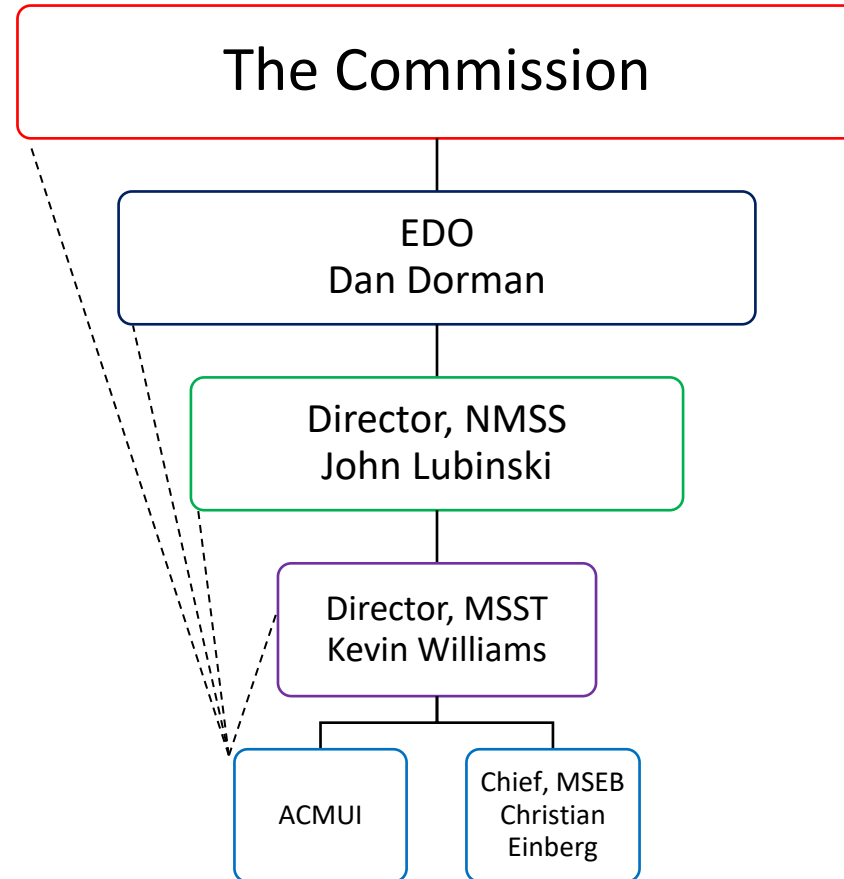 The Commission
EDO
Dan Dorman
Director, NMSS
John Lubinski
Director, MSST
Kevin Williams
ACMUI
Chief, MSEB
Christian
Einberg